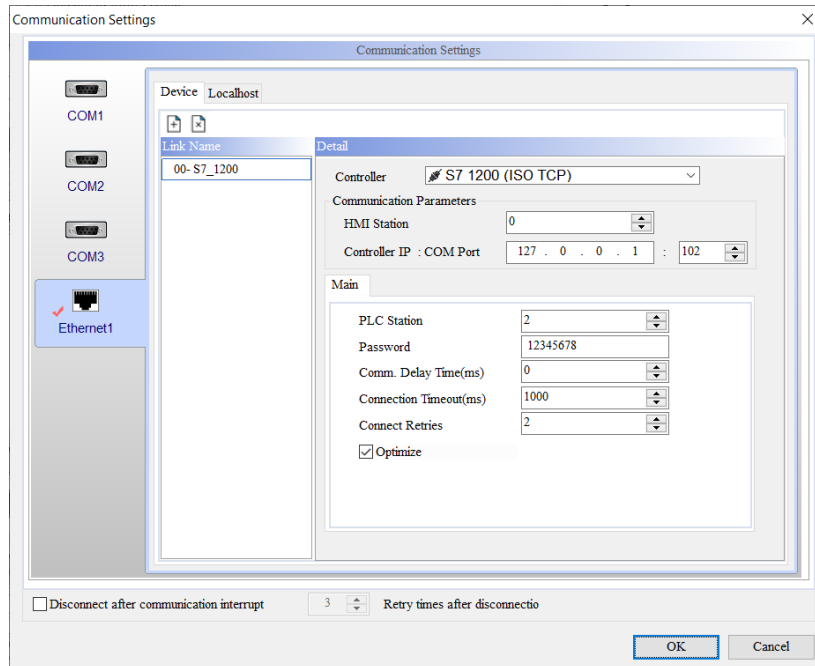 Communication Settings
Communication Settings
COM1
COM2
COM3
Ethernet1
Device Localhost
Link Name
00- S7_1200
Detail
Controller S7 1200 (ISO TCP)
Communication Parameters
HMI Station 0
Controller IP : COM Port 127 . 0 . 0 . 1 : 102
Main
PLC Station 2
Password 12345678
Comm. Delay Time(ms) 0
Connection Timeout(ms) 1000
Connect Retries 2
Optimize
Disconnect after communication interrupt 3 Retry times after disconnectio
OK Cancel